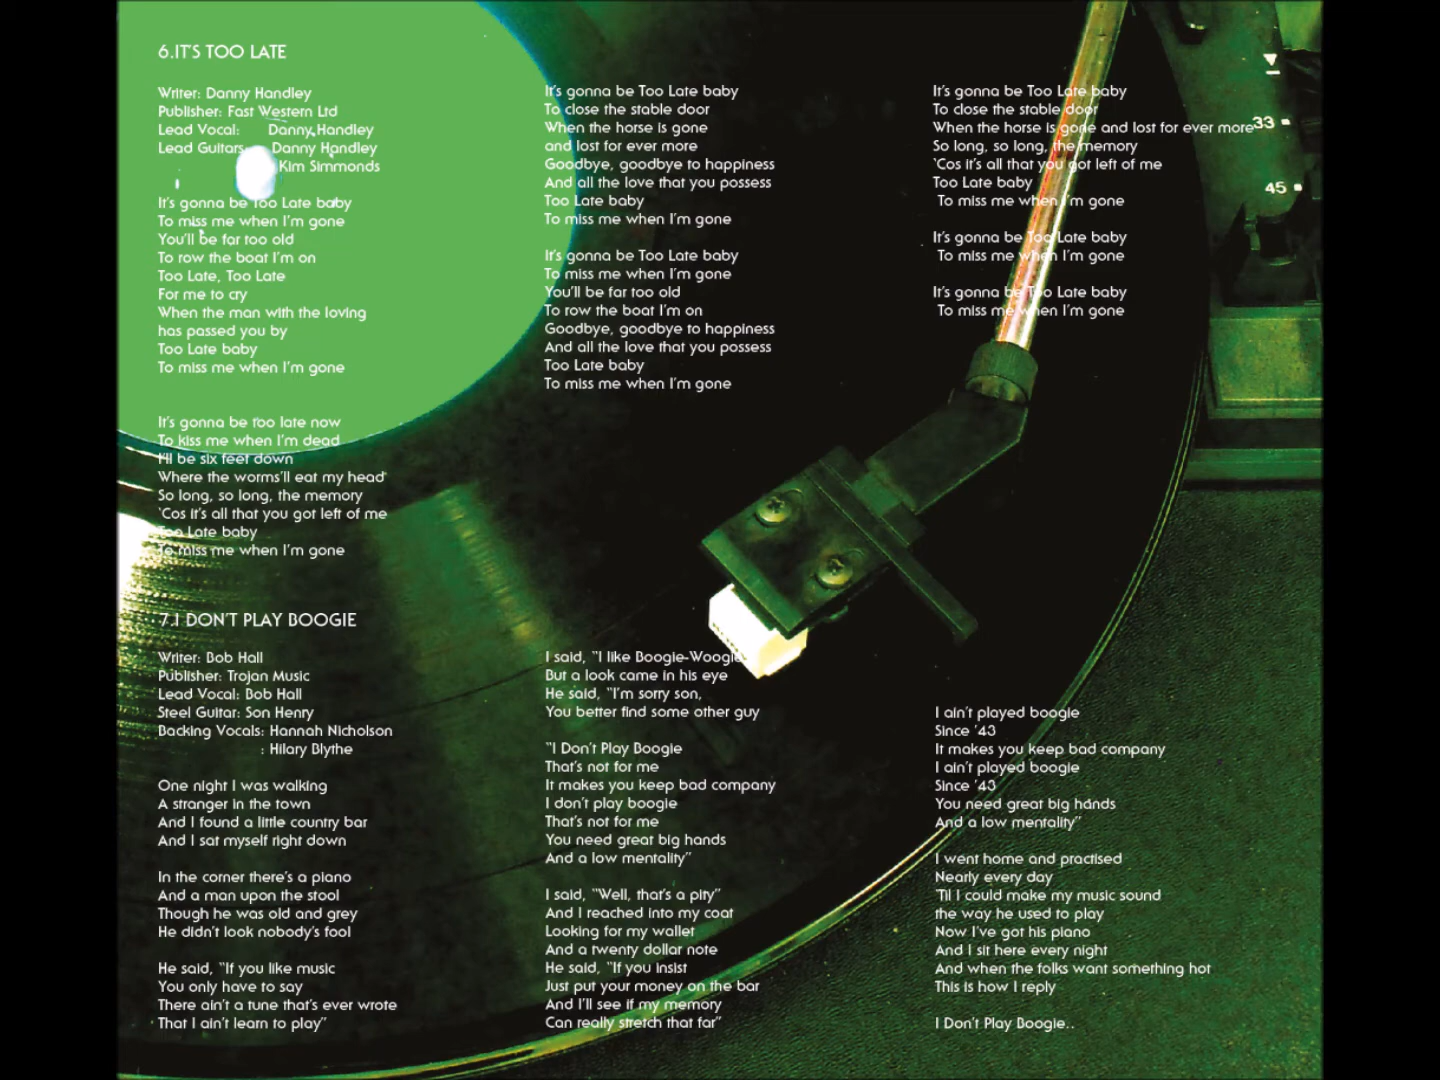 6.IT'S TOO LATE
Writer: Danny Handley
Publisher: Fast Western Ltd
Lead Vocal: Danny Handley
Lead Guitars: Danny Handley
Kim Simmonds
It's gonna be Too Late baby
To miss me when I'm gone
You'll be far too old
To row the boat I'm on
Too Late, Too Late
For me to cry
When the man with the loving
has passed you by
Too Late baby
To miss me when I'm gone
It's gonna be too late now
To kiss me when I'm dead
I'll be six feet down
Where the worms'll eat my head'
So long, so long, the memory
'Cos it's all that you got left of me
Too Late baby
To miss me when I'm gone
It's gonna be Too Late baby
To close the stable door
When the horse is gone
and lost for ever more
Goodbye, goodbye to happiness
And all the love that you possess
Too Late baby
To miss me when I'm gone
It's gonna be Too Late baby
To miss me when I'm gone
You'll be far too old
To row the boat I'm on
Goodbye, goodbye to happiness
And all the love that you possess
Too Late baby
To miss me when I'm gone
It's gonna be Too Late baby
To close the stable door
When the horse is gone and lost for ever more
So long, so long, the memory
'Cos it's all that you got left of me
Too Late baby
To miss me when I'm gone
It's gonna be Too Late baby
To miss me when I'm gone
It's gonna be Too Late baby
To miss me when I'm gone
33
45
7.I DON'T PLAY BOOGIE
Writer: Bob Hall
Publisher: Trojan Music
Lead Vocal: Bob Hall
Steel Guitar: Son Henry
Backing Vocals: Hannah Nicholson
: Hilary Blythe
One night I was walking
A stranger in the town
And I found a little country bar
And I sat myself right down
In the corner there's a piano
And a man upon the stool
Though he was old and grey
He didn't look nobody's fool
He said, "If you like music
You only have to say
There ain't a tune that's ever wrote
That I ain't learn to play"
I said, "I like Boogie-Woogie
But a look came in his eye
He said, "I'm sorry son,
You better find some other guy
"I Don't Play Boogie
That's not for me
It makes you keep bad company
I don't play boogie
That's not for me
You need great big hands
And a low mentality"
I said, "Well, that's a pity"
And I reached into my coat
Looking for my wallet
And a twenty dollar note
He said, "If you insist
Just put your money on the bar
And I'll see if my memory
Can really stretch that far"
I ain't played boogie
Since '43
It makes you keep bad company
I ain't played boogie
Since '43
You need great big hands
And a low mentality"
I went home and practised
Nearly every day
'Til I could make my music sound
the way he used to play
Now I've got his piano
And I sit here every night
And when the folks want something hot
This is how I reply
I Don't Play Boogie..